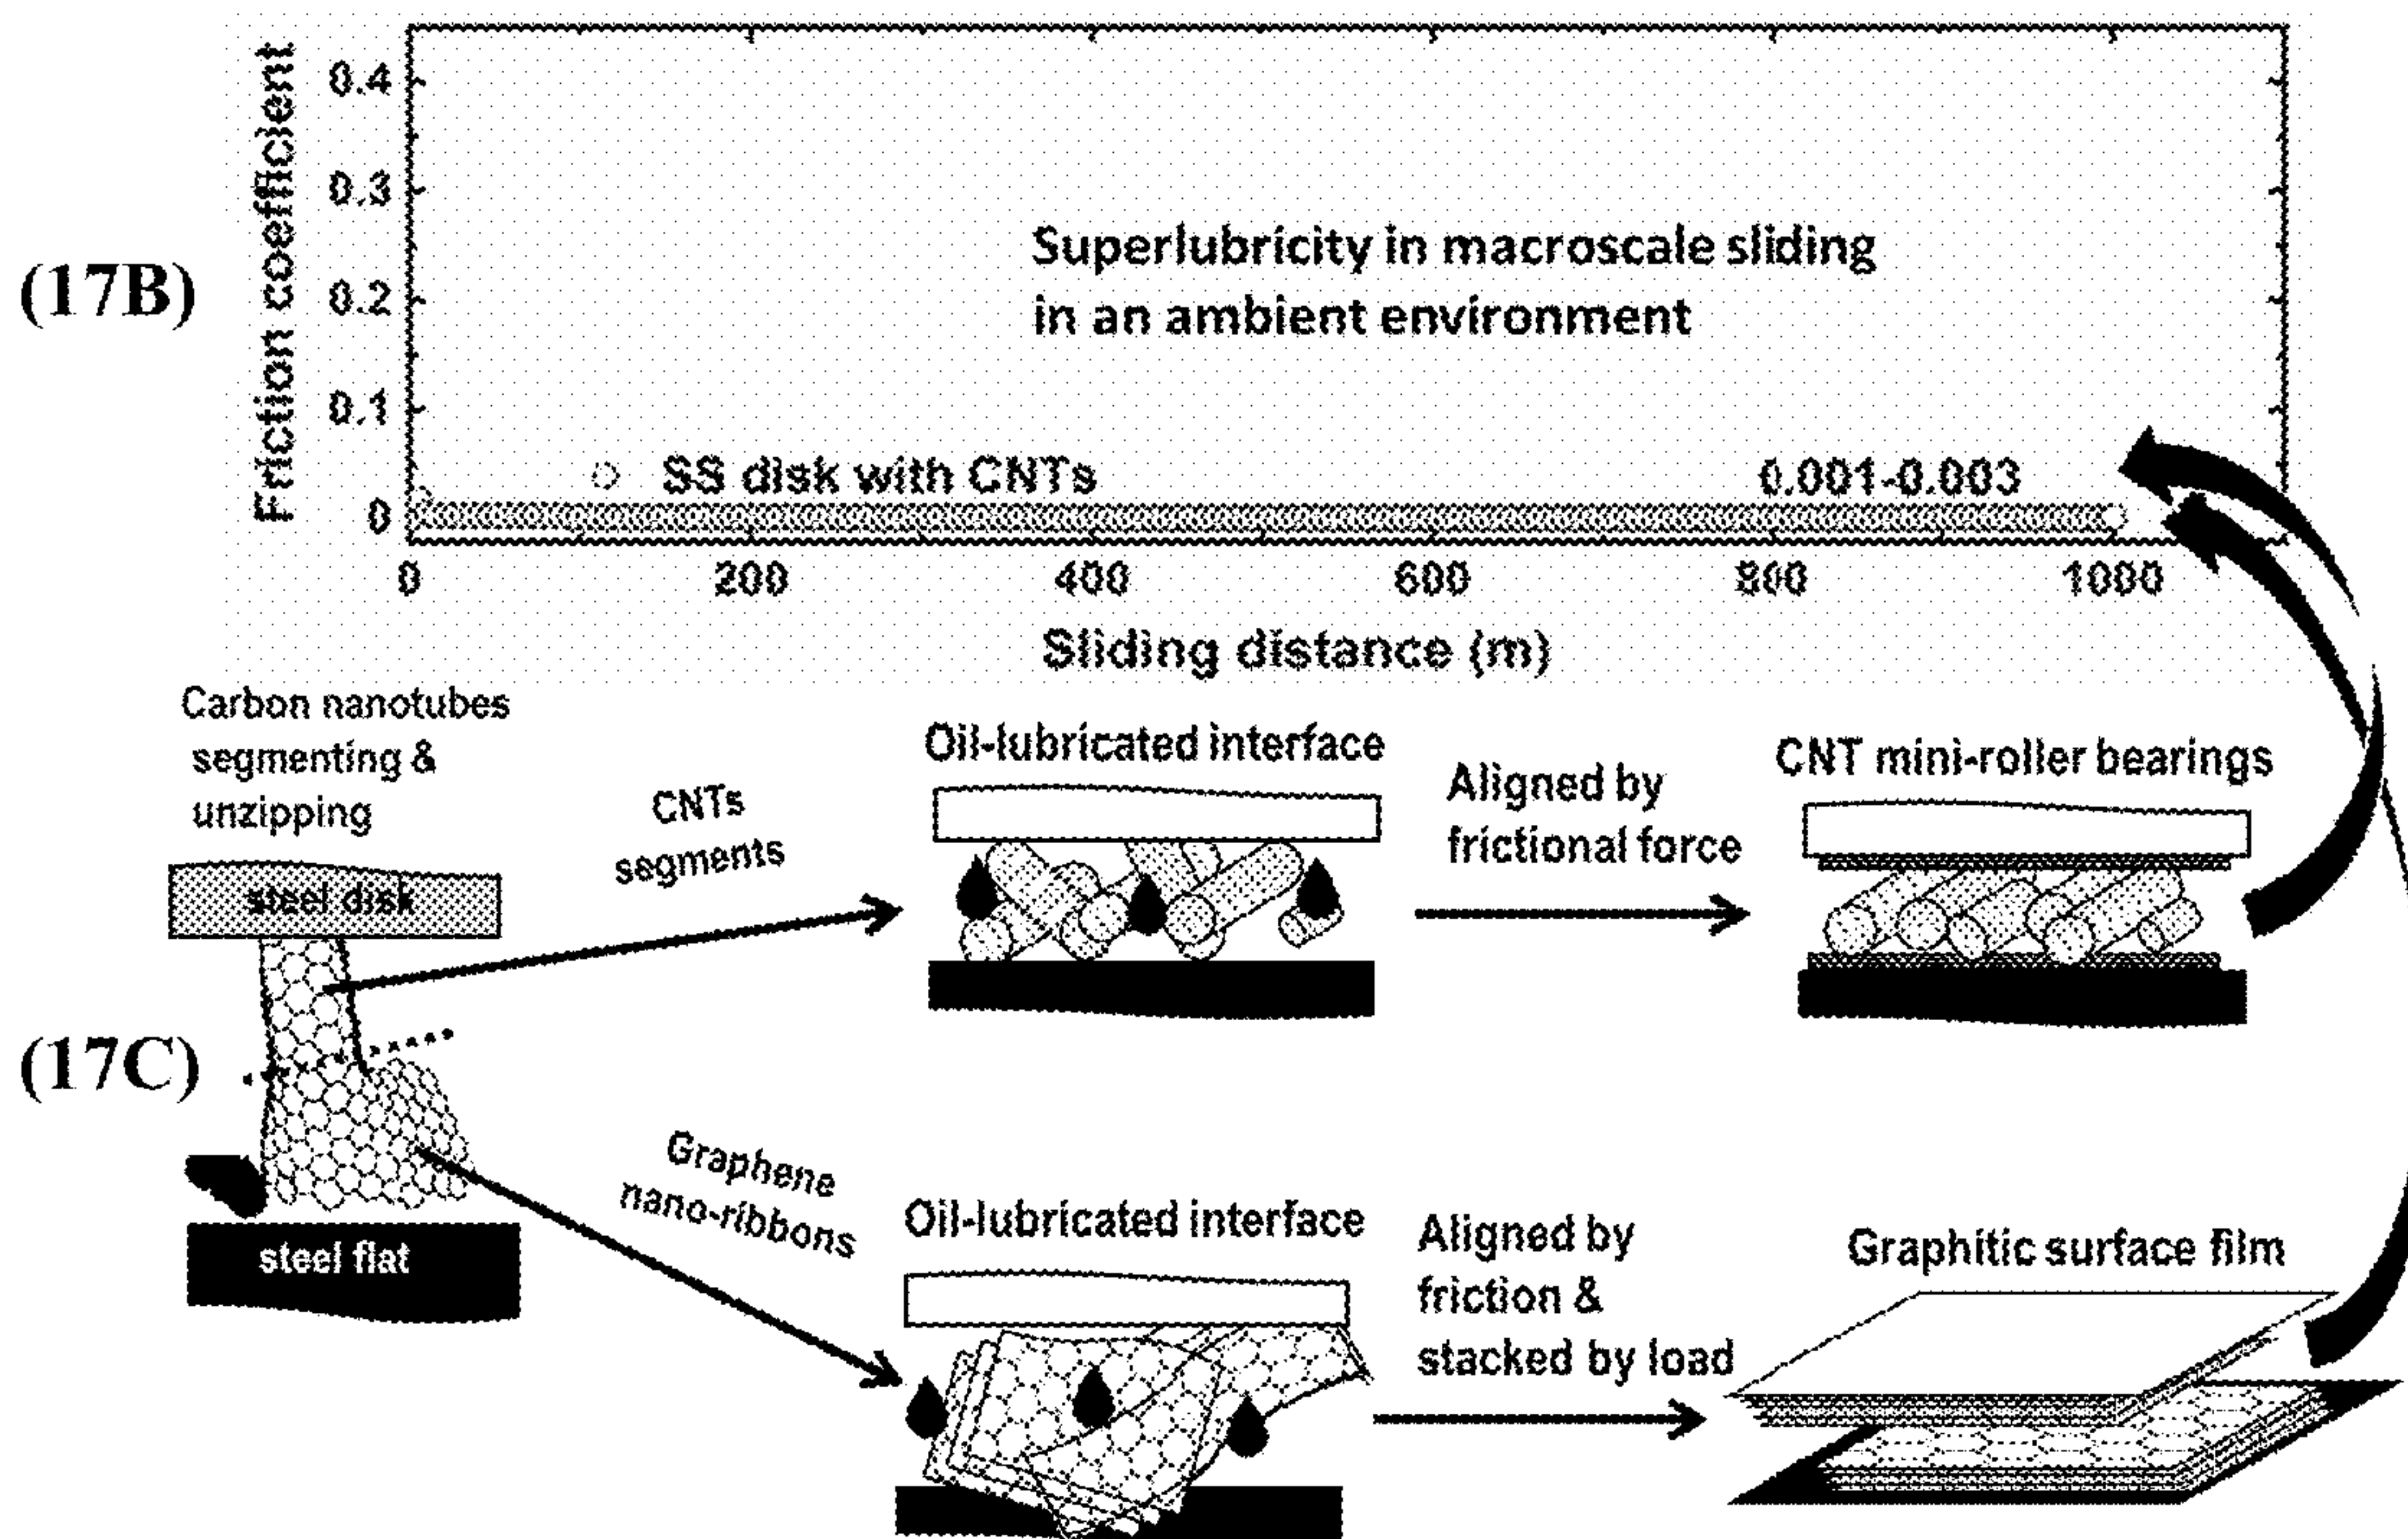 (17B)
Friction coefficient
0.4
0.3
0.2
0.1
0
Superlubricity in macroscale sliding
in an ambient environment
SS disk with CNTs
0.001-0.003
0 200 400 600 800 1000
Sliding distance (m)
(17C)
Carbon nanotubes
segmenting &
unzipping
steel disk
steel flat
CNTs
segments
Oil-lubricated interface
Aligned by
frictional force
CNT mini-roller bearings
Graphene
nano-ribbons
Oil-lubricated interface
Aligned by
friction &
stacked by load
Graphitic surface film